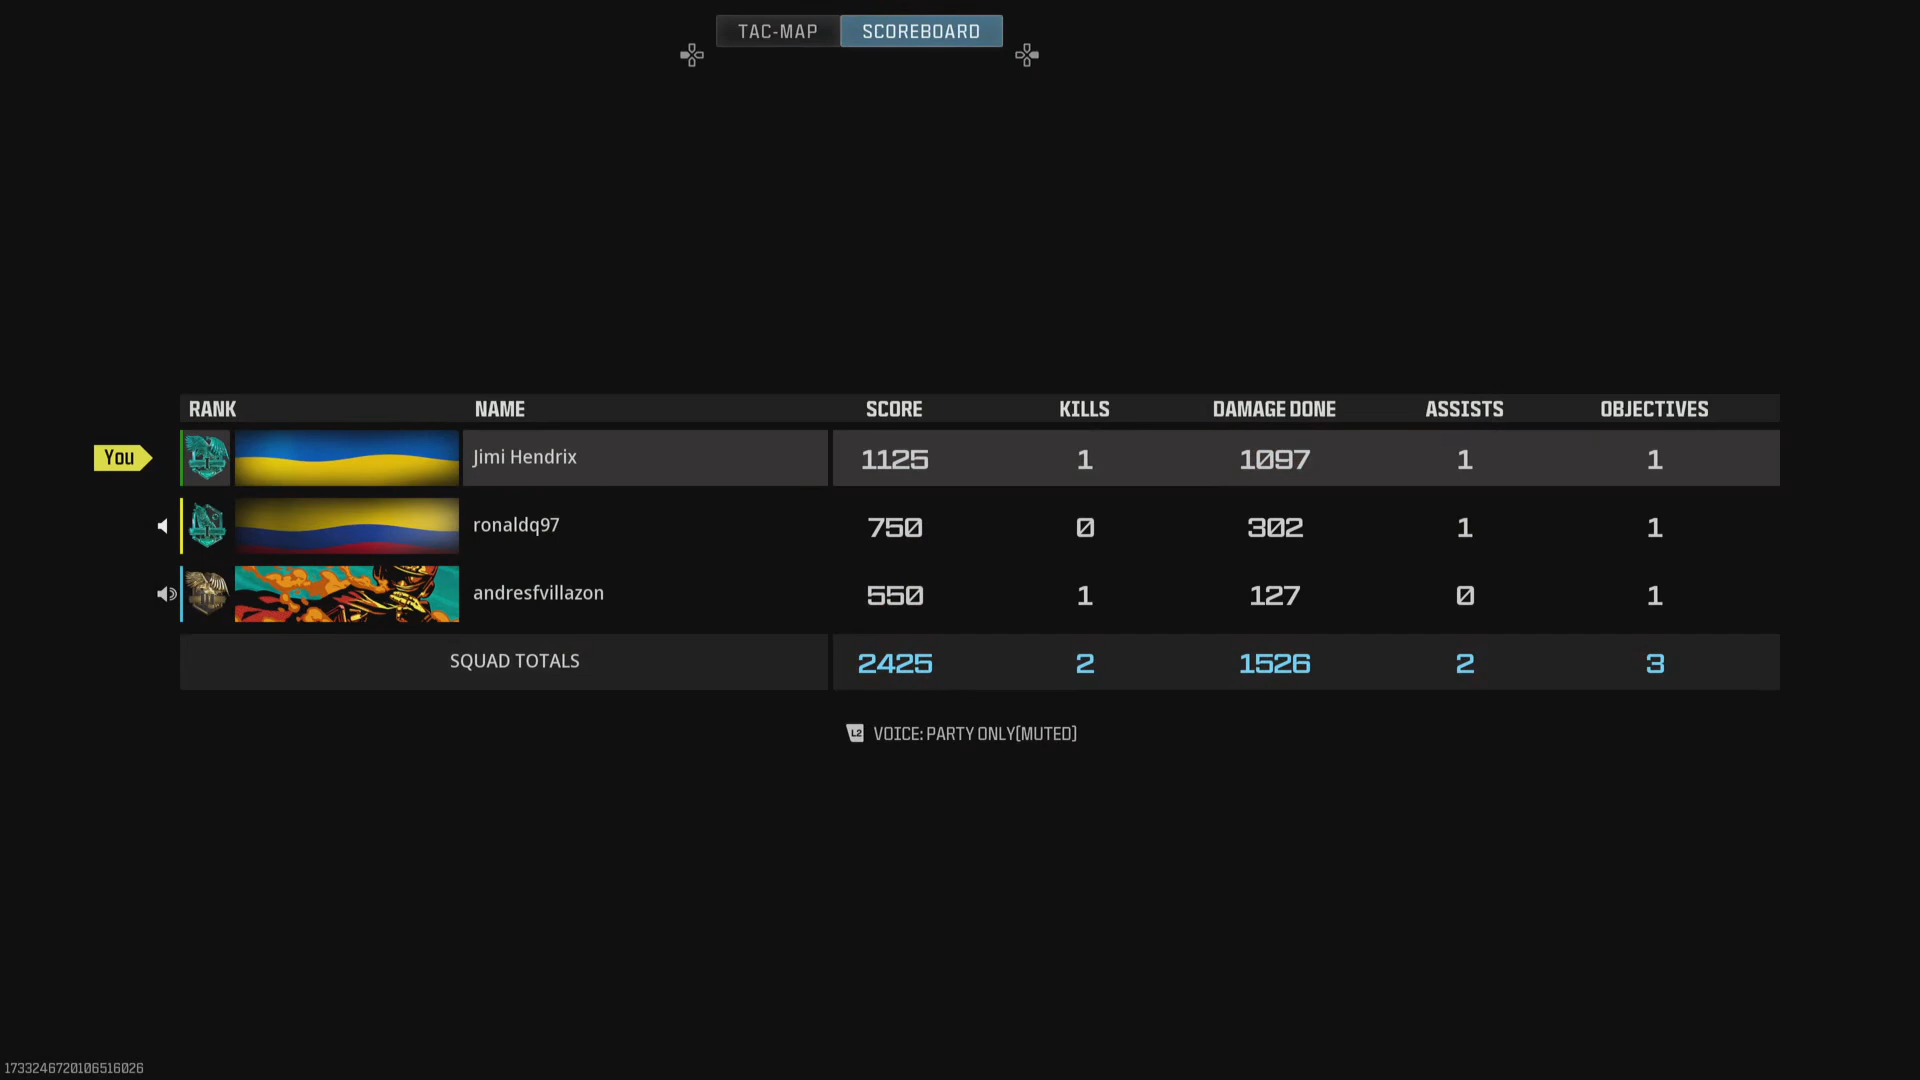 TAC-MAP SCOREBOARD
RANK NAME SCORE KILLS DAMAGE DONE ASSISTS OBJECTIVES
You Jimi Hendrix 1125 1 1097 1 1
ronaldq97 750 0 302 1 1
andresfvillazon 550 1 127 0 1
SQUAD TOTALS 2425 2 1526 2 3
L2 VOICE: PARTY ONLY[MUTED]
1733246720106516026